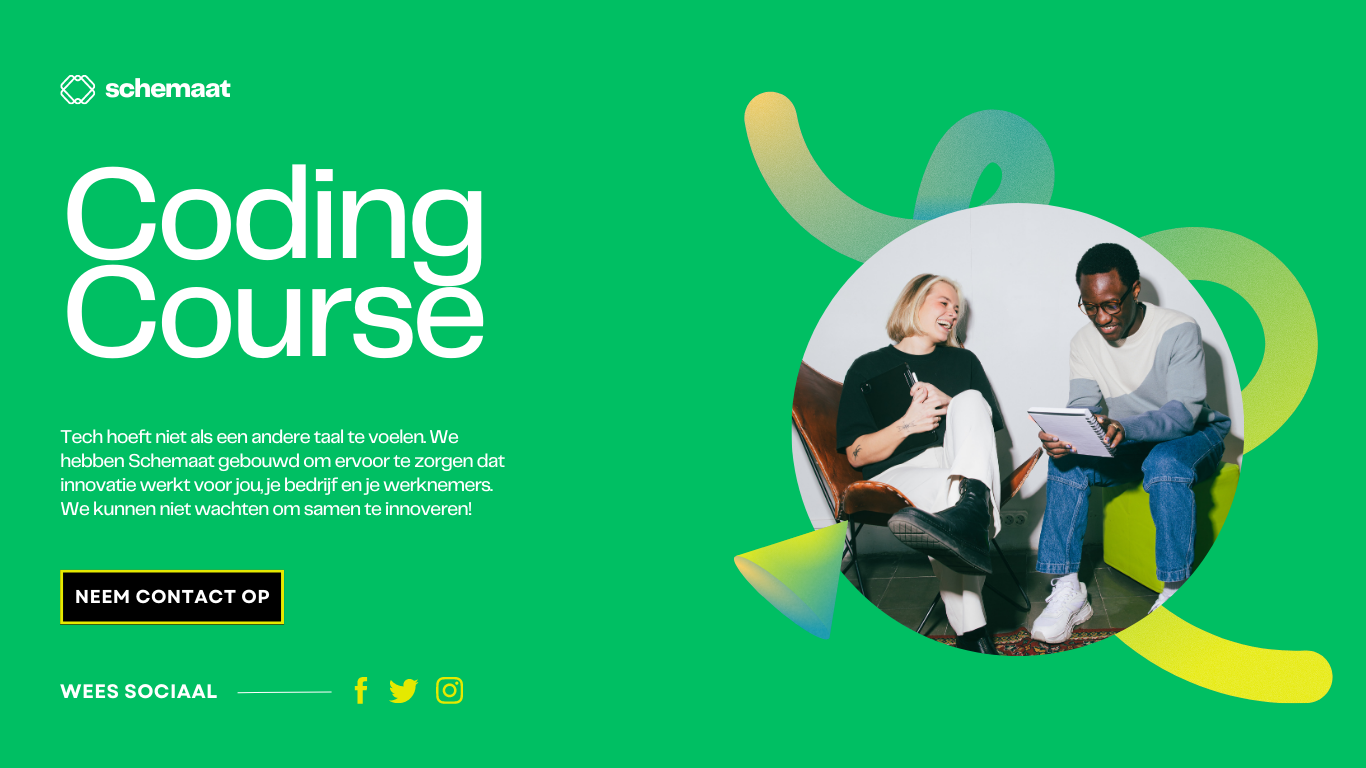 schemaat
Coding
Course
Tech hoeft niet als een andere taal te voelen. We
hebben Schemaat gebouwd om ervoor te zorgen dat
innovatie werkt voor jou, je bedrijf en je werknemers.
We kunnen niet wachten om samen te innoveren!
NEEM CONTACT OP
WEES SOCIAAL